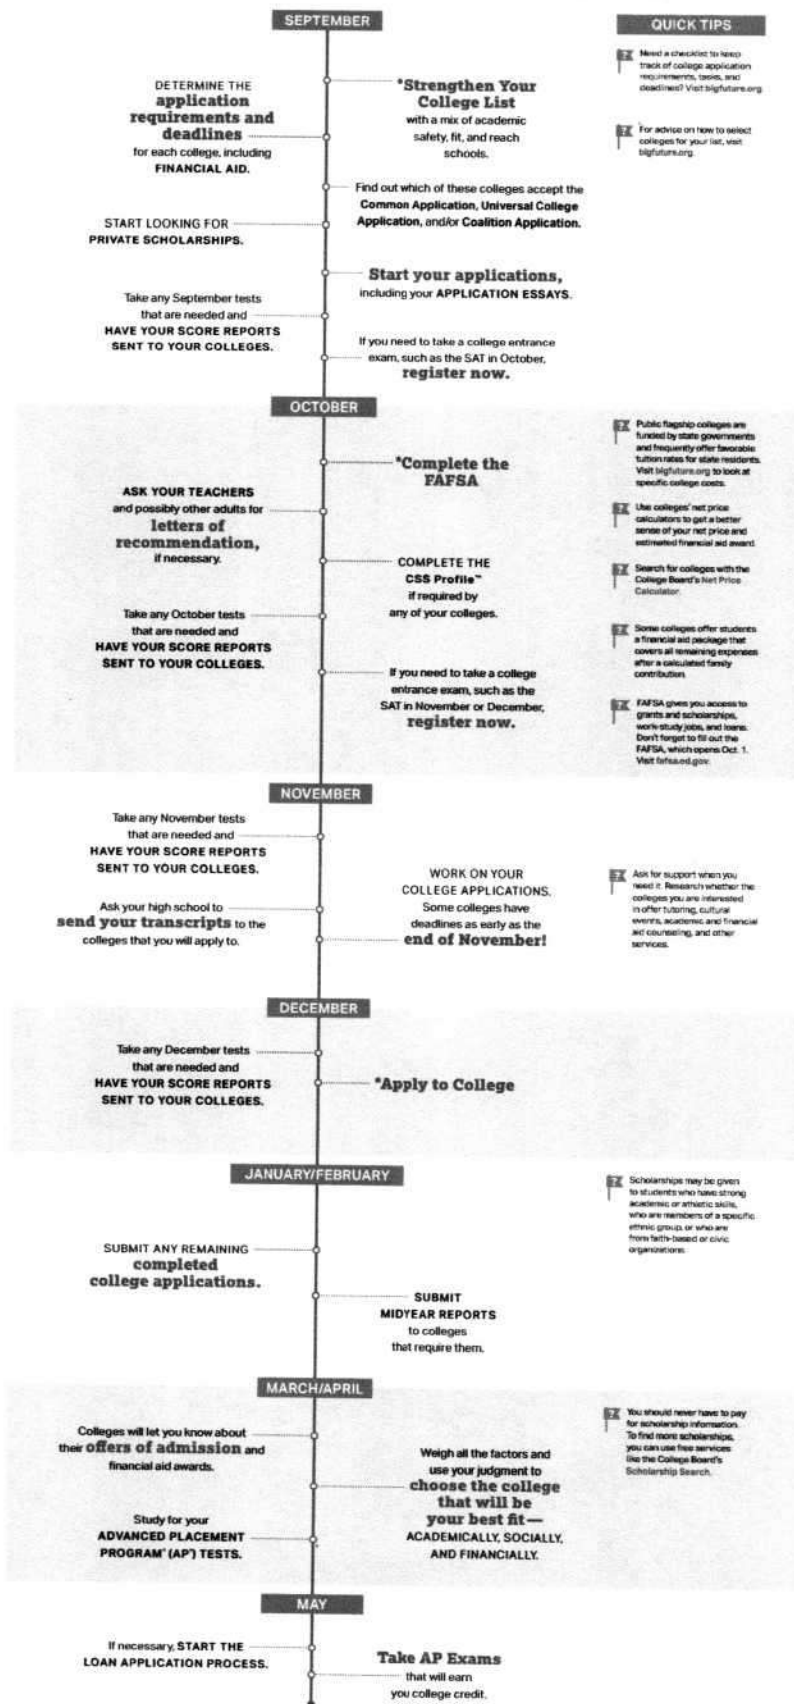 SEPTEMBER
DETERMINE THE
application
requirements and
deadlines
for each college, including
FINANCIAL AID.
*Strengthen Your
College List
with a mix of academic
safety, fit, and reach
schools.
Find out which of these colleges accept the
Common Application, Universal College
Application, and/or Coalition Application.
START LOOKING FOR
PRIVATE SCHOLARSHIPS.
Start your applications,
including your APPLICATION ESSAYS.
Take any September tests
that are needed and
HAVE YOUR SCORE REPORTS
SENT TO YOUR COLLEGES.
If you need to take a college entrance
exam, such as the SAT in October,
register now.
QUICK TIPS
Need a checklist to keep
track of college application
requirements, tasks, and
deadlines? Visit bigfuture.org
For advice on how to select
colleges for your list, visit
bigfuture.org.
OCTOBER
*Complete the
FAFSA
ASK YOUR TEACHERS
and possibly other adults for
letters of
recommendation,
if necessary.
COMPLETE THE
CSS Profile™
if required by
any of your colleges.
Take any October tests
that are needed and
HAVE YOUR SCORE REPORTS
SENT TO YOUR COLLEGES.
If you need to take a college
entrance exam, such as the
SAT in November or December,
register now.
Public flagship colleges are
funded by state governments
and frequently offer favorable
tuition rates for state residents.
Visit bigfuture.org to look at
specific college costs.
Use colleges' net price
calculators to get a better
sense of your net price and
estimated financial aid award
Search for colleges with the
College Board's Net Price
Calculator.
Some colleges offer students
a financial aid package that
covers all remaining expenses
after a calculated family
contribution
FAFSA gives you access to
grants and scholarships,
work-study jobs, and loans.
Don't forget to fill out the
FAFSA, which opens Oct. 1.
Visit fafsa.ed.gov.
NOVEMBER
Take any November tests
that are needed and
HAVE YOUR SCORE REPORTS
SENT TO YOUR COLLEGES.
Ask your high school to
send your transcripts to the
colleges that you will apply to.
WORK ON YOUR
COLLEGE APPLICATIONS.
Some colleges have
deadlines as early as the
end of November!
Ask for support when you
need it. Research whether the
colleges you are interested
in offer tutoring, cultural
events, academic and financial
aid counseling, and other
services.
DECEMBER
Take any December tests
that are needed and
HAVE YOUR SCORE REPORTS
SENT TO YOUR COLLEGES.
*Apply to College
JANUARY/FEBRUARY
SUBMIT ANY REMAINING
completed
college applications.
SUBMIT
MIDYEAR REPORTS
to colleges
that require them.
Scholarships may be given
to students who have strong
academic or athletic skills,
who are members of a specific
ethnic group, or who are
from faith-based or civic
organizations.
MARCH/APRIL
Colleges will let you know about
their offers of admission and
financial aid awards.
Weigh all the factors and
use your judgment to
choose the college
that will be
your best fit—
ACADEMICALLY, SOCIALLY,
AND FINANCIALLY.
Study for your
ADVANCED PLACEMENT
PROGRAM® (AP®) TESTS.
You should never have to pay
for scholarship information.
To find more scholarships,
you can use free services
like the College Board's
Scholarship Search.
MAY
If necessary, START THE
LOAN APPLICATION PROCESS.
Take AP Exams
that will earn
you college credit.